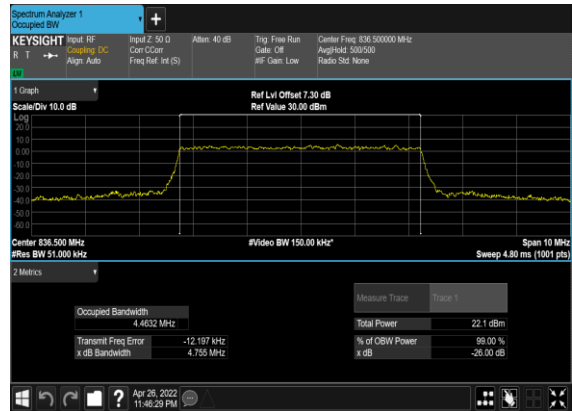 Spectrum Analyzer 1
Occupied BW
+
KEYSIGHT
R T
LV
Input: RF
Coupling: DC
Align: Auto
Input Z: 50 Ω
Corr CCorr
Freq Ref: Int (S)
Atten: 40 dB
Trig: Free Run
Gate: Off
#IF Gain: Low
Center Freq: 836.500000 MHz
Avg|Hold: 500/500
Radio Std: None
1 Graph
Scale/Div 10.0 dB
Ref Lvl Offset 7.30 dB
Ref Value 30.00 dBm
Log
20.0
10.0
0.00
-10.0
-20.0
-30.0
-40.0
-50.0
-60.0
Center 836.500 MHz
#Video BW 150.00 kHz*
Span 10 MHz
#Res BW 51.000 kHz
Sweep 4.80 ms (1001 pts)
2 Metrics
Measure Trace
Trace 1
Occupied Bandwidth
4.4632 MHz
Total Power
22.1 dBm
Transmit Freq Error
-12.197 kHz
% of OBW Power
99.00 %
x dB Bandwidth
4.755 MHz
x dB
-26.00 dB
?
Apr 26, 2022
11:46:29 PM